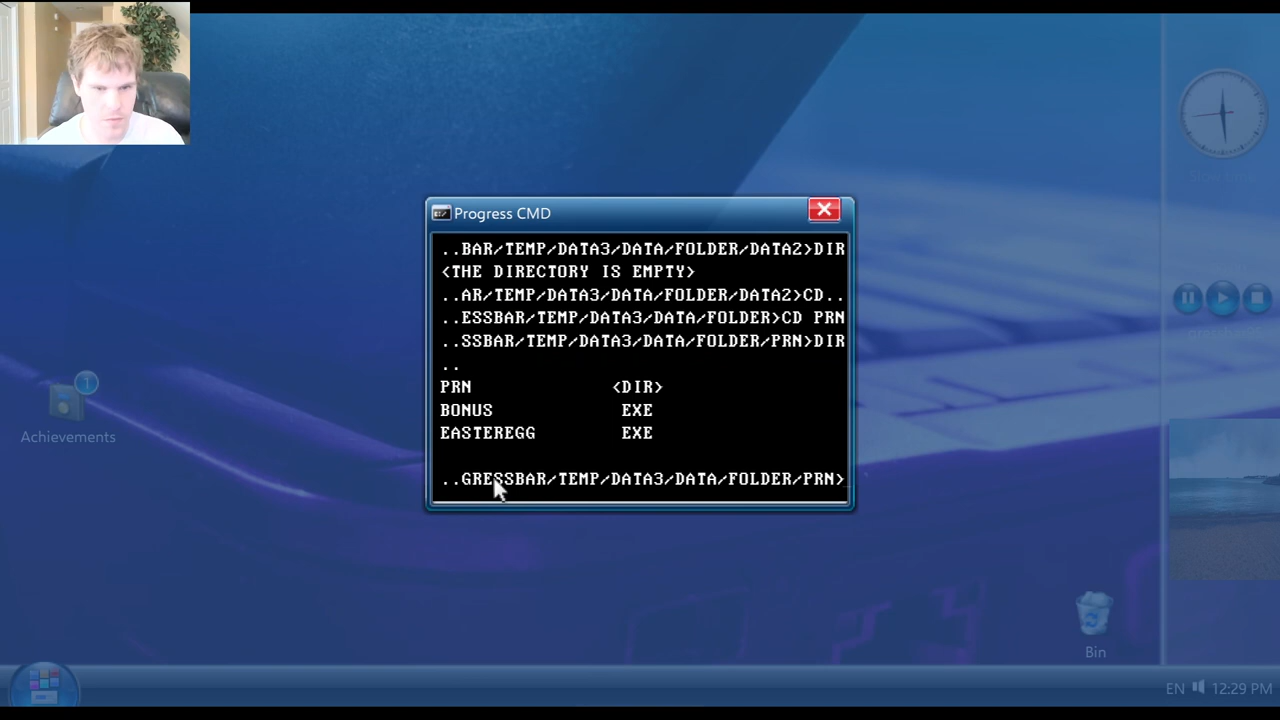 Progress CMD
..BAR/TEMP/DATA3/DATA/FOLDER/DATA2>DIR
<THE DIRECTORY IS EMPTY>
..AR/TEMP/DATA3/DATA/FOLDER/DATA2>CD..
..ESSBAR/TEMP/DATA3/DATA/FOLDER>CD PRN
..SSBAR/TEMP/DATA3/DATA/FOLDER/PRN>DIR
..
PRN <DIR>
BONUS EXE
EASTEREGG EXE
..GRESSBAR/TEMP/DATA3/DATA/FOLDER/PRN>
1
Achievements
Bin
EN 12:29 PM